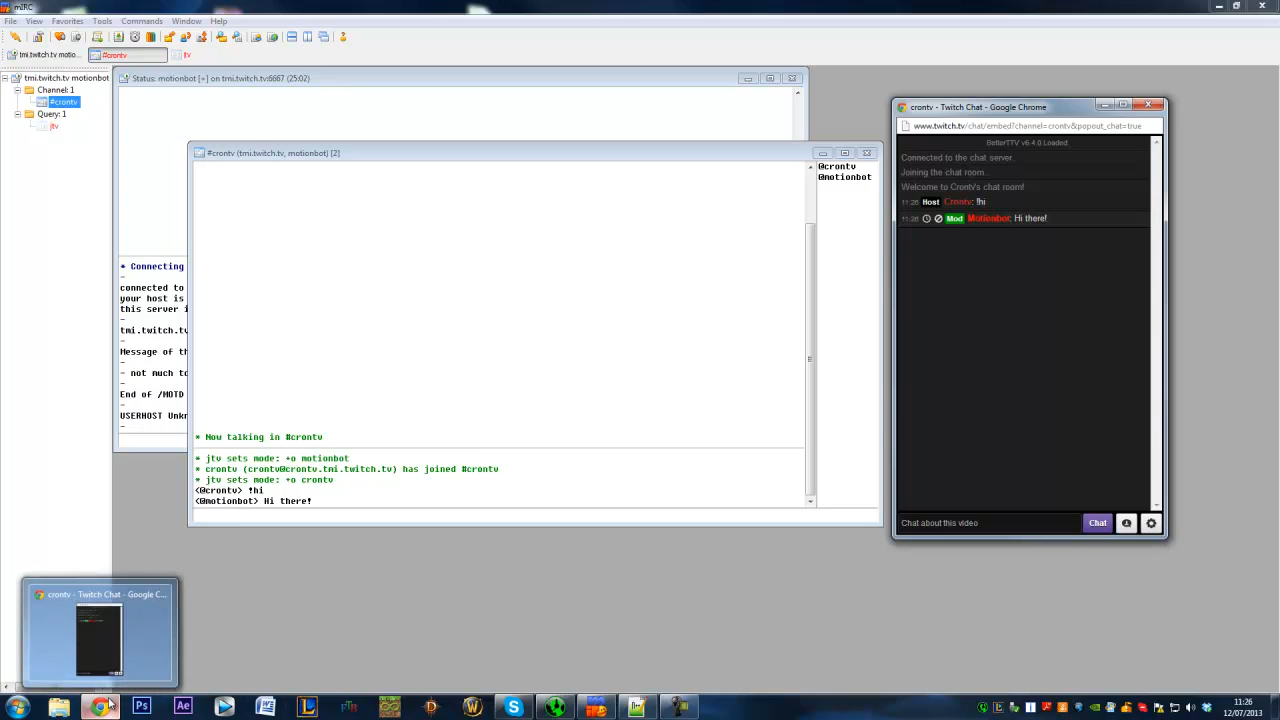 mIRC
File View Favorites Tools Commands Window Help
tmi.twitch.tv motio... #crontv jtv
tmi.twitch.tv motionbot
Channel: 1
#crontv
Query: 1
jtv
Status: motionbot [+] on tmi.twitch.tv:6667 (25:02)
* Connecting
-
connected to
your host is
this server i
-
tmi.twitch.tv
-
Message of th
-
- not much to
-
End of /MOTD
-
USERHOST Unkn
-
#crontv (tmi.twitch.tv, motionbot) [2]
@crontv
@motionbot
* Now talking in #crontv
* jtv sets mode: +o motionbot
* crontv (crontv@crontv.tmi.twitch.tv) has joined #crontv
* jtv sets mode: +o crontv
<@crontv> !hi
<@motionbot> Hi there!
crontv - Twitch Chat - Google Chrome
www.twitch.tv/chat/embed?channel=crontv&popout_chat=true
BetterTTV v6.4.0 Loaded
Connected to the chat server.
Joining the chat room..
Welcome to Crontv's chat room!
11:26 Host Crontv: !hi
11:26 Mod Motionbot: Hi there!
Chat about this video
Chat
crontv - Twitch Chat - Google C...
Ps Ae
11:26
12/07/2013